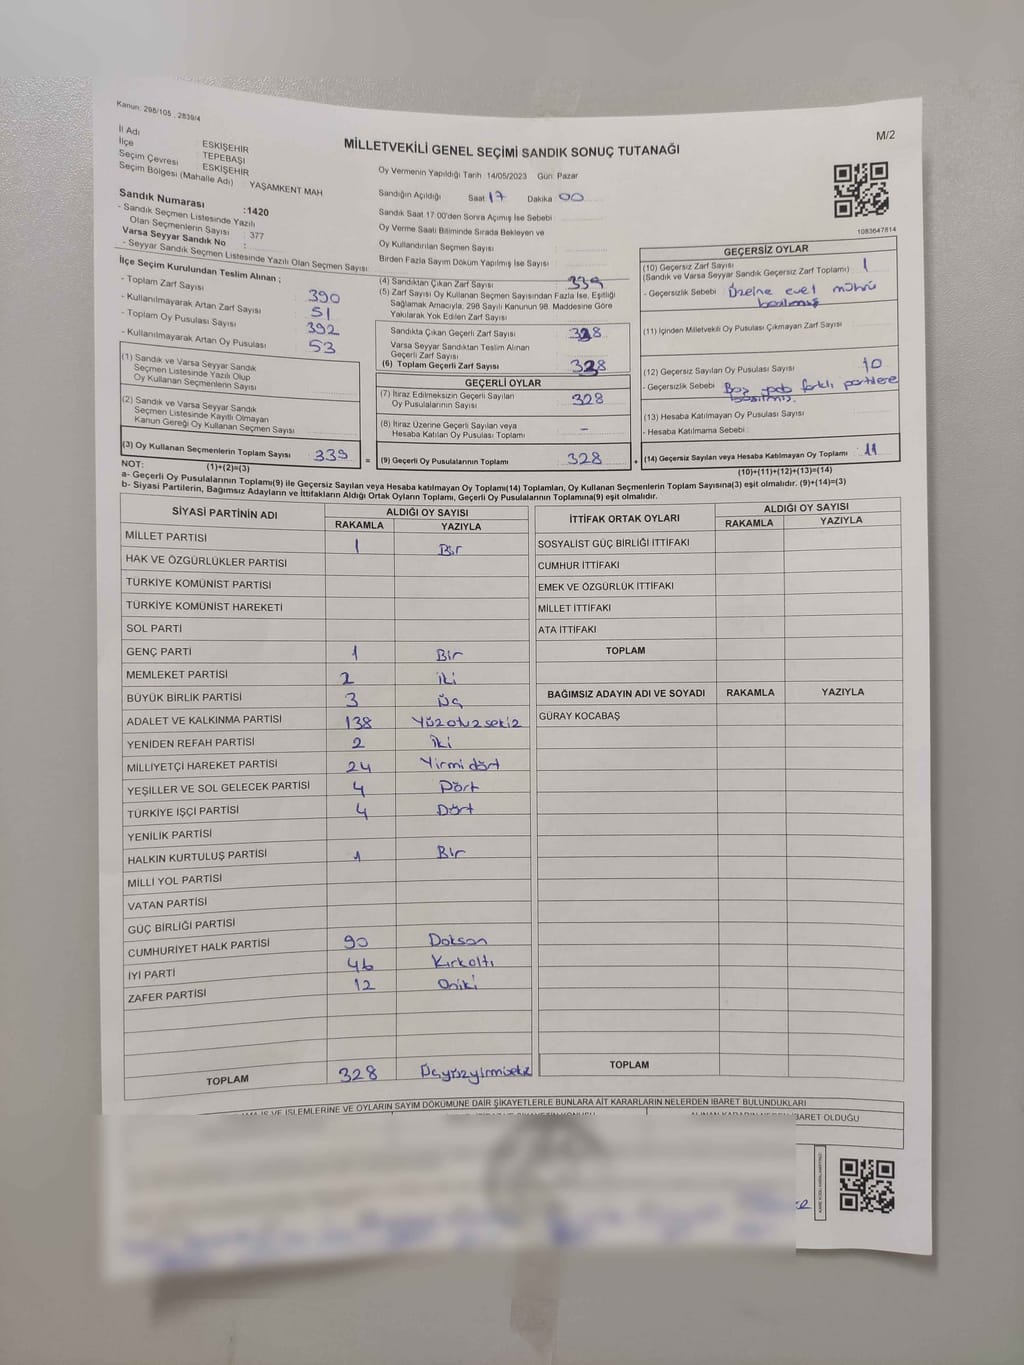 Kanun: 298/105 , 2839/4
M/2
MİLLETVEKİLİ GENEL SEÇİMİ SANDIK SONUÇ TUTANAĞI
İl Adı : ESKİŞEHİR
İlçe : TEPEBAŞI
Seçim Çevresi : ESKİŞEHİR
Seçim Bölgesi (Mahalle Adı) : YAŞAMKENT MAH
Sandık Numarası :1420
- Sandık Seçmen Listesinde Yazılı
Olan Seçmenlerin Sayısı : 377
Varsa Seyyar Sandık No :
- Seyyar Sandık Seçmen Listesinde Yazılı Olan Seçmen Sayısı:
Oy Vermenin Yapıldığı Tarih :14/05/2023 Gün: Pazar
Sandığın Açıldığı Saat: 17 Dakika: 00
Sandık Saat 17.00'den Sonra Açımış İse Sebebi :
Oy Verme Saati Bitiminde Sırada Bekleyen ve
Oy Kullandırılan Seçmen Sayısı :
Birden Fazla Sayım Döküm Yapılmış İse Sayısı :
1083647814
İlçe Seçim Kurulundan Teslim Alınan ;
- Toplam Zarf Sayısı : 390
- Kullanılmayarak Artan Zarf Sayısı : 51
- Toplam Oy Pusulası Sayısı : 392
- Kullanılmayarak Artan Oy Pusulası : 53
(1) Sandık ve Varsa Seyyar Sandık
Seçmen Listesinde Yazılı Olup
Oy Kullanan Seçmenlerin Sayısı
(2) Sandık ve Varsa Seyyar Sandık
Seçmen Listesinde Kayıtlı Olmayan
Kanun Gereği Oy Kullanan Seçmen Sayısı
(3) Oy Kullanan Seçmenlerin Toplam Sayısı : 339
(1)+(2)=(3)
(4) Sandıktan Çıkan Zarf Sayısı : 339
(5) Zarf Sayısı Oy Kullanan Seçmen Sayısından Fazla İse, Eşitliği
Sağlamak Amacıyla, 298 Sayılı Kanunun 98. Maddesine Göre
Yakılarak Yok Edilen Zarf Sayısı :
Sandıkta Çıkan Geçerli Zarf Sayısı : 328
Varsa Seyyar Sandıktan Teslim Alınan
Geçerli Zarf Sayısı :
(6) Toplam Geçerli Zarf Sayısı : 328
GEÇERLİ OYLAR
(7) İtiraz Edilmeksizin Geçerli Sayılan
Oy Pusulalarının Sayısı : 328
(8) İtiraz Üzerine Geçerli Sayılan veya
Hesaba Katılan Oy Pusulası Toplamı : -
= (9) Geçerli Oy Pusulalarının Toplamı : 328 +
GEÇERSİZ OYLAR
(10) Geçersiz Zarf Sayısı
(Sandık ve Varsa Seyyar Sandık Geçersiz Zarf Toplamı) : 1
- Geçersizlik Sebebi : Üzerine evet mührü
basılmış
(11) İçinden Milletvekili Oy Pusulası Çıkmayan Zarf Sayısı :
(12) Geçersiz Sayılan Oy Pusulası Sayısı : 10
- Geçersizlik Sebebi : Boş farklı partilere
basılmış.
(13) Hesaba Katılmayan Oy Pusulası Sayısı :
- Hesaba Katılmama Sebebi :
(14) Geçersiz Sayılan veya Hesaba Katılmayan Oy Toplamı : 11
(10)+(11)+(12)+(13)=(14)
NOT:
a- Geçerli Oy Pusulalarının Toplamı(9) ile Geçersiz Sayılan veya Hesaba katılmayan Oy Toplamı(14) Toplamları, Oy Kullanan Seçmenlerin Toplam Sayısına(3) eşit olmalıdır. (9)+(14)=(3)
b- Siyasi Partilerin, Bağımsız Adayların ve İttifakların Aldığı Ortak Oyların Toplamı, Geçerli Oy Pusulalarının Toplamına(9) eşit olmalıdır.
SİYASİ PARTİNİN ADI ALDIĞI OY SAYISI
RAKAMLA YAZIYLA
MİLLET PARTİSİ 1 Bir
HAK VE ÖZGÜRLÜKLER PARTİSİ
TÜRKİYE KOMÜNİST PARTİSİ
TÜRKİYE KOMÜNİST HAREKETİ
SOL PARTİ
GENÇ PARTİ 1 Bir
MEMLEKET PARTİSİ 2 iki
BÜYÜK BİRLİK PARTİSİ 3 Üç
ADALET VE KALKINMA PARTİSİ 138 Yüzotuzsekiz
YENİDEN REFAH PARTİSİ 2 İki
MİLLİYETÇİ HAREKET PARTİSİ 24 Yirmidört
YEŞİLLER VE SOL GELECEK PARTİSİ 4 Dört
TÜRKİYE İŞÇİ PARTİSİ 4 Dört
YENİLİK PARTİSİ
HALKIN KURTULUŞ PARTİSİ 1 Bir
MİLLİ YOL PARTİSİ
VATAN PARTİSİ
GÜÇ BİRLİĞİ PARTİSİ
CUMHURİYET HALK PARTİSİ 90 Doksan
İYİ PARTİ 46 Kırkaltı
ZAFER PARTİSİ 12 Oniki
TOPLAM 328 Üçyüzyirmisekiz
İTTİFAK ORTAK OYLARI ALDIĞI OY SAYISI
RAKAMLA YAZIYLA
SOSYALİST GÜÇ BİRLİĞİ İTTİFAKI
CUMHUR İTTİFAKI
EMEK VE ÖZGÜRLÜK İTTİFAKI
MİLLET İTTİFAKI
ATA İTTİFAKI
TOPLAM
BAĞIMSIZ ADAYIN ADI VE SOYADI RAKAMLA YAZIYLA
GÜRAY KOCABAŞ
TOPLAM
İŞLEMLERİNE VE OYLARIN SAYIM DÖKÜMÜNE DAİR ŞİKAYETLERLE BUNLARA AİT KARARLARIN NELERDEN İBARET BULUNDUKLARI
İBARET OLDUĞU